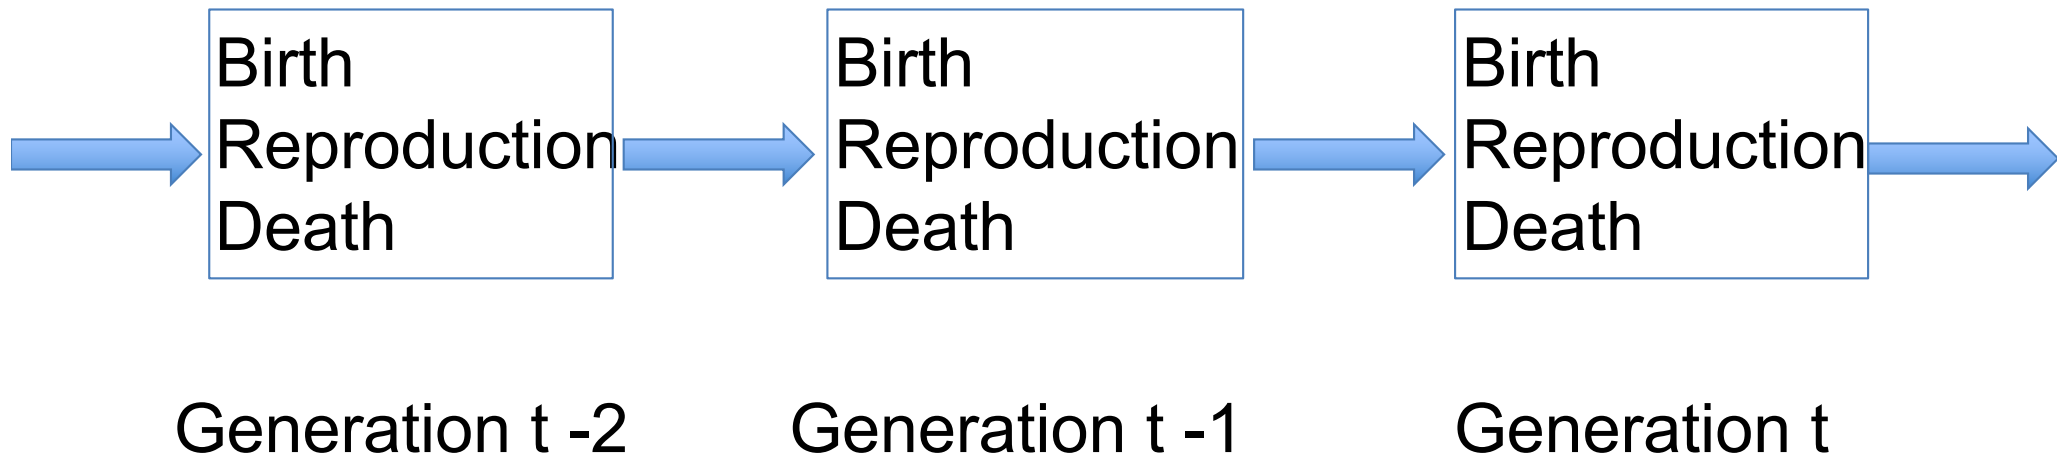 Birth
Reproduction
Death
Birth
Reproduction
Death
Birth
Reproduction
Death
Generation t -2
Generation t -1
Generation t